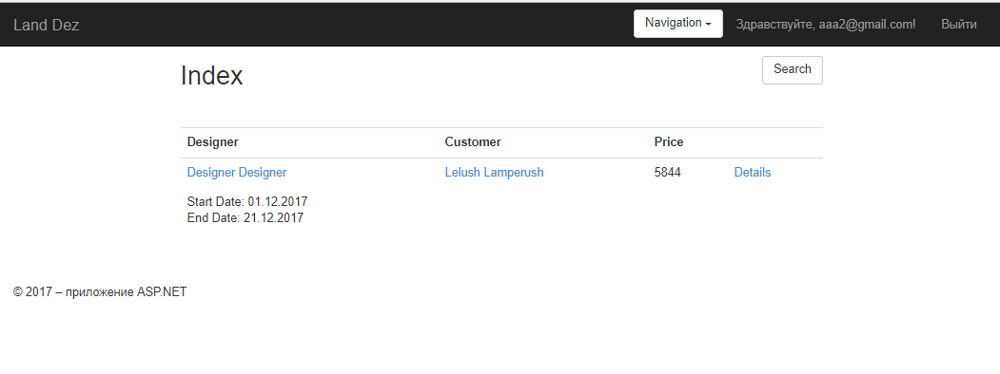 Land Dez Navigation Здравствуйте, aaa2@gmail.com! Выйти
Index Search
Designer Customer Price
Designer Designer Lelush Lamperush 5844 Details
Start Date: 01.12.2017
End Date: 21.12.2017
© 2017 – приложение ASP.NET